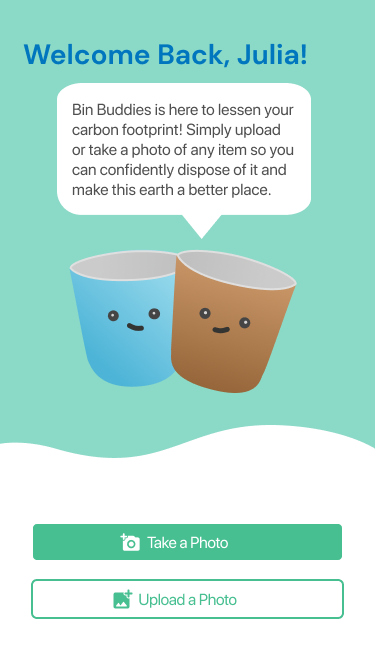 Welcome Back, Julia!
Bin Buddies is here to lessen your
carbon footprint! Simply upload
or take a photo of any item so you
can confidently dispose of it and
make this earth a better place.
Take a Photo
Upload a Photo